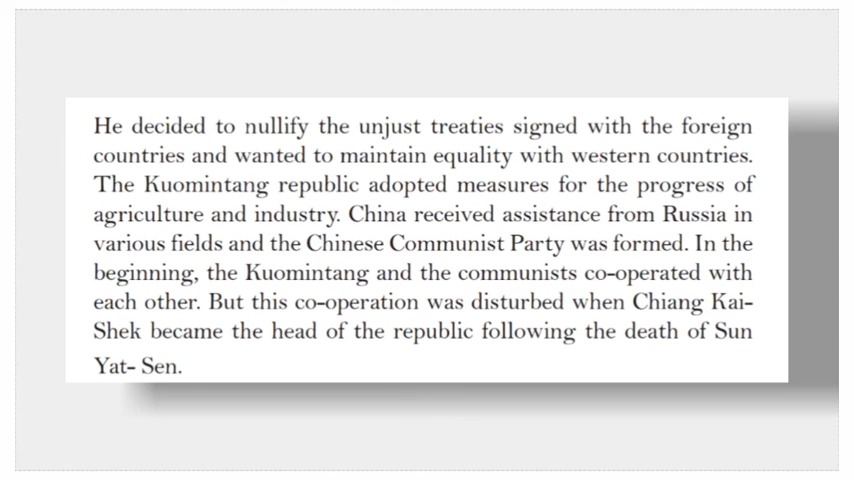 He decided to nullify the unjust treaties signed with the foreign
countries and wanted to maintain equality with western countries.
The Kuomintang republic adopted measures for the progress of
agriculture and industry. China received assistance from Russia in
various fields and the Chinese Communist Party was formed. In the
beginning, the Kuomintang and the communists co-operated with
each other. But this co-operation was disturbed when Chiang Kai-
Shek became the head of the republic following the death of Sun
Yat- Sen.